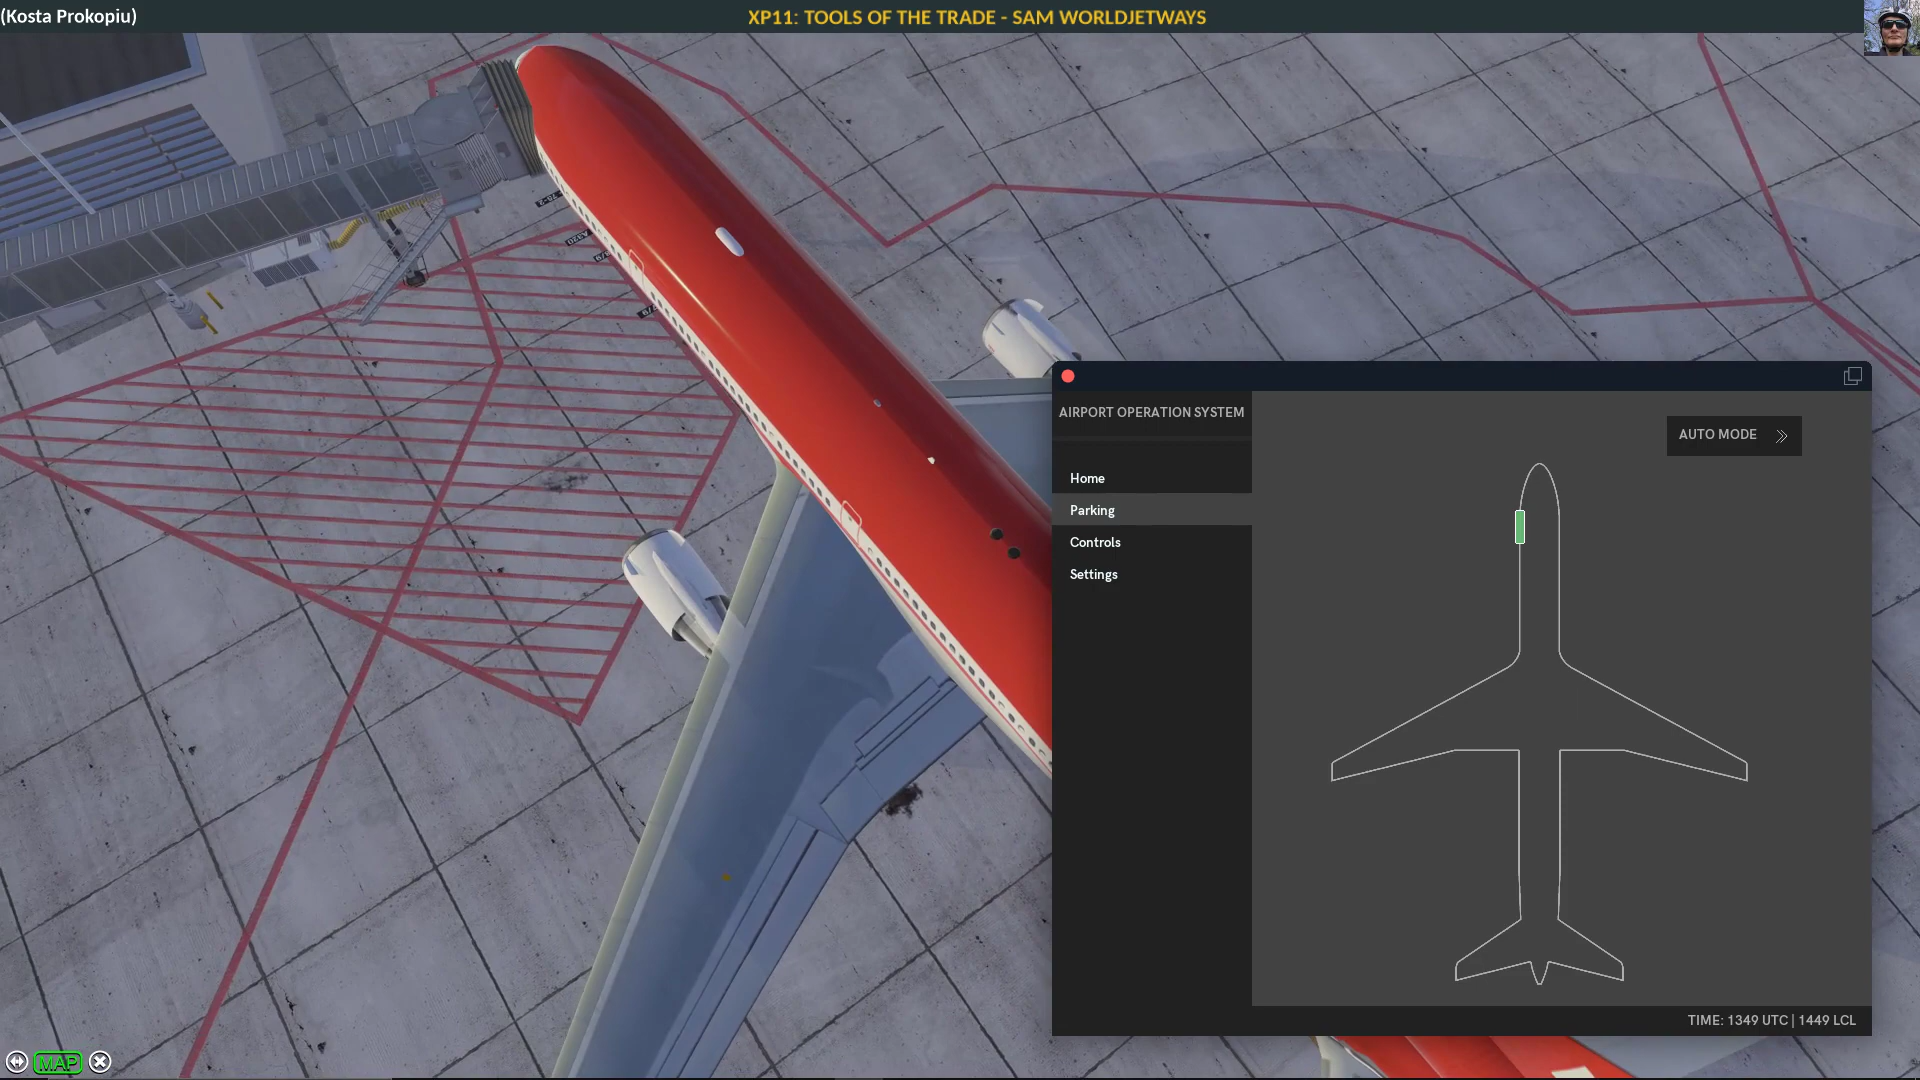 (Kosta Prokopiu)
XP11: TOOLS OF THE TRADE - SAM WORLDJETWAYS
AIRPORT OPERATION SYSTEM
AUTO MODE
Home
Parking
Controls
Settings
TIME: 1349 UTC | 1449 LCL
MAP